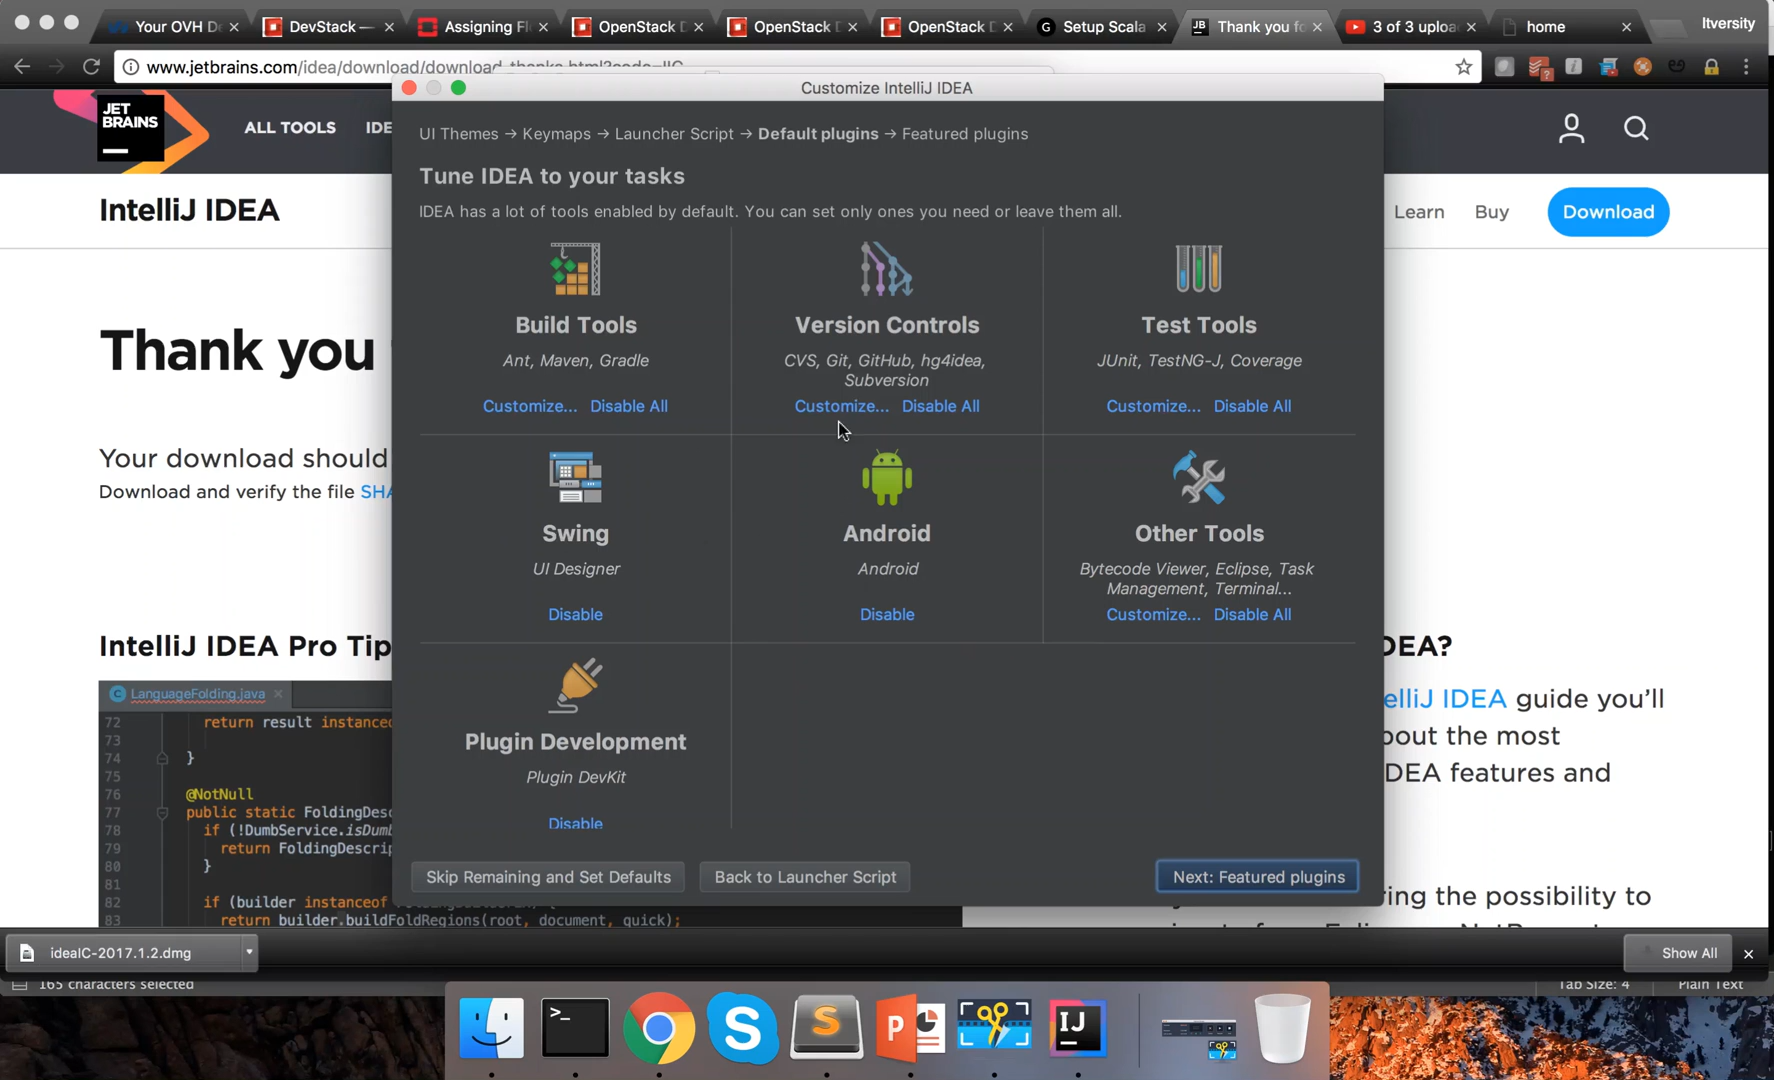 Your OVH De
DevStack —
Assigning Fl
OpenStack D
OpenStack D
OpenStack D
Setup Scala
Thank you fo
3 of 3 uploa
home
Itversity
www.jetbrains.com/idea/download/download-thanks.html?code=IIC
Customize IntelliJ IDEA
JET
BRAINS
ALL TOOLS
IDE
UI Themes → Keymaps → Launcher Script → Default plugins → Featured plugins
Tune IDEA to your tasks
IDEA has a lot of tools enabled by default. You can set only ones you need or leave them all.
IntelliJ IDEA
Learn
Buy
Download
Build Tools
Ant, Maven, Gradle
Customize... Disable All
Version Controls
CVS, Git, GitHub, hg4idea,
Subversion
Customize... Disable All
Test Tools
JUnit, TestNG-J, Coverage
Customize... Disable All
Thank you
Your download should
Download and verify the file SHA
Swing
UI Designer
Disable
Android
Android
Disable
Other Tools
Bytecode Viewer, Eclipse, Task
Management, Terminal...
Customize... Disable All
IntelliJ IDEA Pro Tip
DEA?
elliJ IDEA guide you’ll
bout the most
DEA features and
Plugin Development
Plugin DevKit
Disable
LanguageFolding.java
72 return result instanceo
73
74 }
75
76 @NotNull
77 public static FoldingDesc
78 if (!DumbService.isDumb
79 return FoldingDescrip
80 }
81
82 if (builder instanceof
83 return builder.buildFoldRegions(root, document, quick);
ring the possibility to
Skip Remaining and Set Defaults
Back to Launcher Script
Next: Featured plugins
ideaIC-2017.1.2.dmg
Show All
165 characters selected
Tab Size: 4
Plain Text
>_
S
S
P
IJ